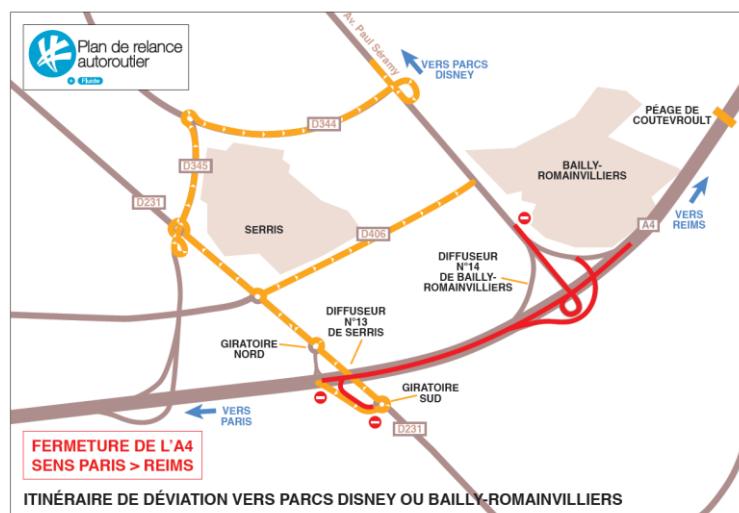 Plan de relance
autoroutier
+ Fluide
Av. Paul Séramy
VERS PARCS
DISNEY
PÉAGE DE
COUTEVROULT
D344
D345
BAILLY-
ROMAINVILLIERS
D231
A4
VERS
REIMS
SERRIS
D406
DIFFUSEUR
N°14
DE BAILLY-
ROMAINVILLIERS
DIFFUSEUR
N°13
DE SERRIS
GIRATOIRE
NORD
GIRATOIRE
SUD
VERS
PARIS
D231
FERMETURE DE L'A4
SENS PARIS > REIMS
ITINÉRAIRE DE DÉVIATION VERS PARCS DISNEY OU BAILLY-ROMAINVILLIERS